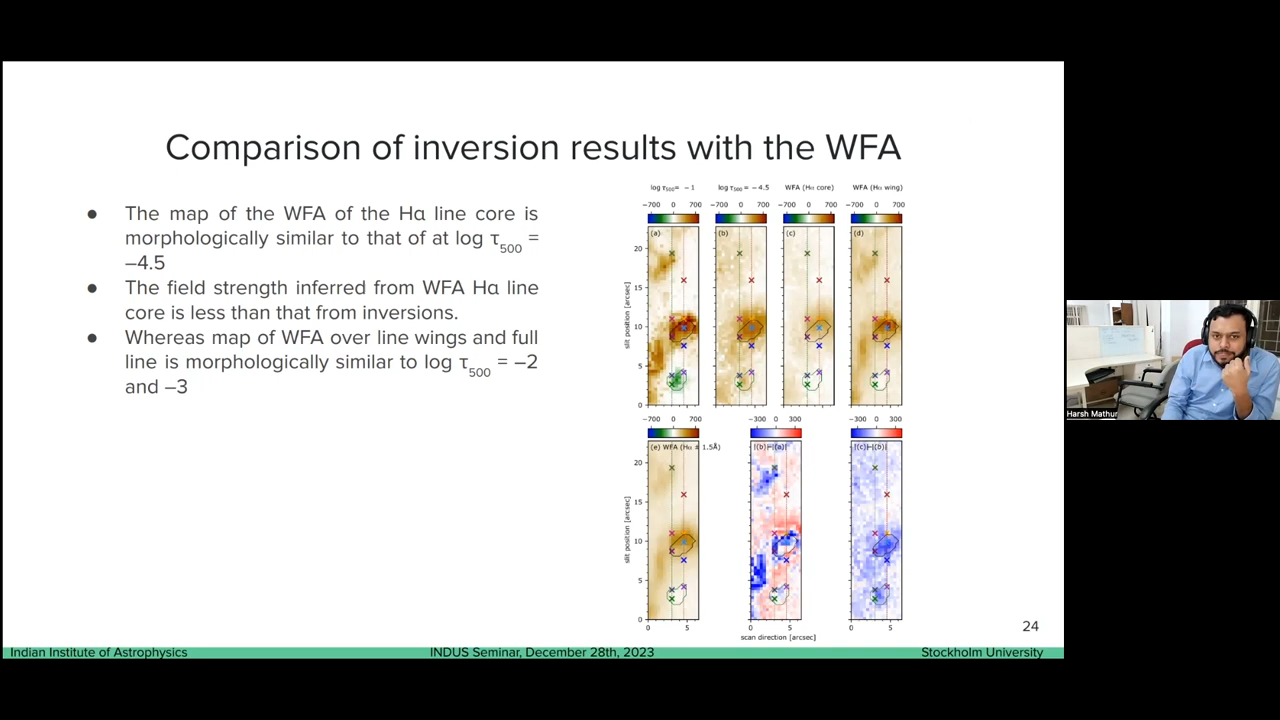 Comparison of inversion results with the WFA
● The map of the WFA of the Hα line core is
morphologically similar to that of at log τ500 =
–4.5
● The field strength inferred from WFA Hα line
core is less than that from inversions.
● Whereas map of WFA over line wings and full
line is morphologically similar to log τ500 = –2
and –3
log τ500= −1 log τ500 = −4.5 WFA (Hα core) WFA (Hα wing)
−700 0 700 −700 0 700 −700 0 700 −700 0 700
(a) (b) (c) (d)
20
15
10
5
0
slit position [arcsec]
−700 0 700 −300 0 300 −300 0 300
(e) WFA (Hα ± 1.5Å) |(b)|-|(a)| |(c)|-|(b)|
20
15
10
5
0
slit position [arcsec]
0 5 0 5 0 5
scan direction [arcsec]
24
Indian Institute of Astrophysics INDUS Seminar, December 28th, 2023 Stockholm University
Harsh Mathur